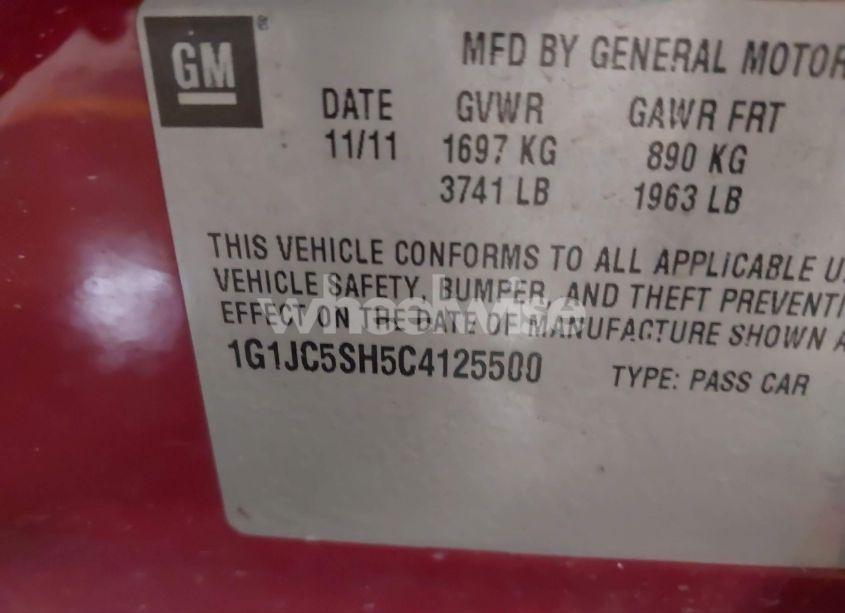 GM ®
MFD BY GENERAL MOTOR
DATE GVWR GAWR FRT
11/11 1697 KG 890 KG
3741 LB 1963 LB
THIS VEHICLE CONFORMS TO ALL APPLICABLE U
VEHICLE SAFETY, BUMPER, AND THEFT PREVENTI
EFFECT ON THE DATE OF MANUFACTURE SHOWN A
wheelwise
1G1JC5SH5C4125500 TYPE: PASS CAR